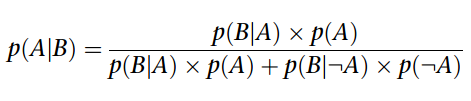 p(A|B) = p(B|A) × p(A) / p(B|A) × p(A) + p(B|¬A) × p(¬A)